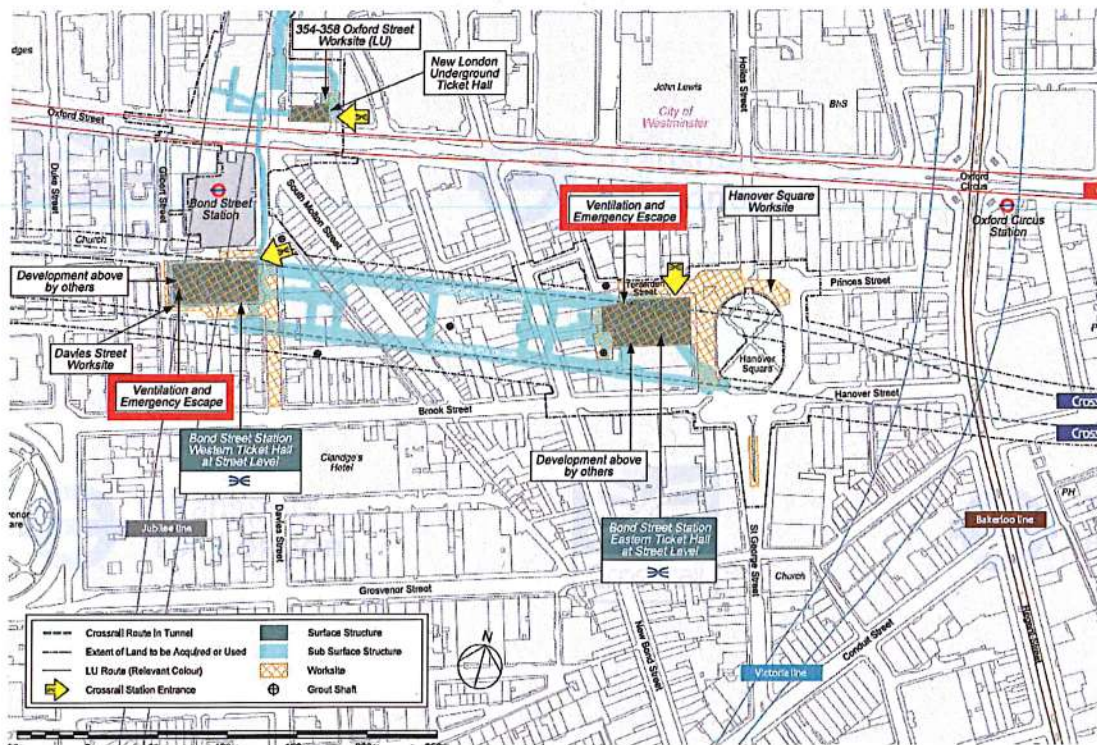 354-358 Oxford Street
Worksite (LU)
New London
Underground
Ticket Hall
John Lewis
City of
Westminster
Holles Street
BhS
Oxford Street
Duke Street
Gilbert Street
Bond Street
Station
South Molton Street
Ventilation and
Emergency Escape
Hanover Square
Worksite
Oxford
Circus
Oxford Circus
Station
Church
Development above
by others
Tenterden
Street
Princes Street
Davies Street
Worksite
Hanover
Square
Ventilation and
Emergency Escape
Brook Street
Hanover Street
Cross
Cross
Bond Street Station
Western Ticket Hall
at Street Level
Claridge's
Hotel
Development above
by others
Jubilee line
Davies Street
Bond Street Station
Eastern Ticket Hall
at Street Level
St George Street
Bakerloo line
PH
Church
Grosvenor Street
New Bond Street
Conduit Street
Regent Street
Victoria line
Crossrail Route In Tunnel
Extent of Land to be Acquired or Used
LU Route (Relevant Colour)
Crossrail Station Entrance
Surface Structure
Sub Surface Structure
Worksite
Grout Shaft
N